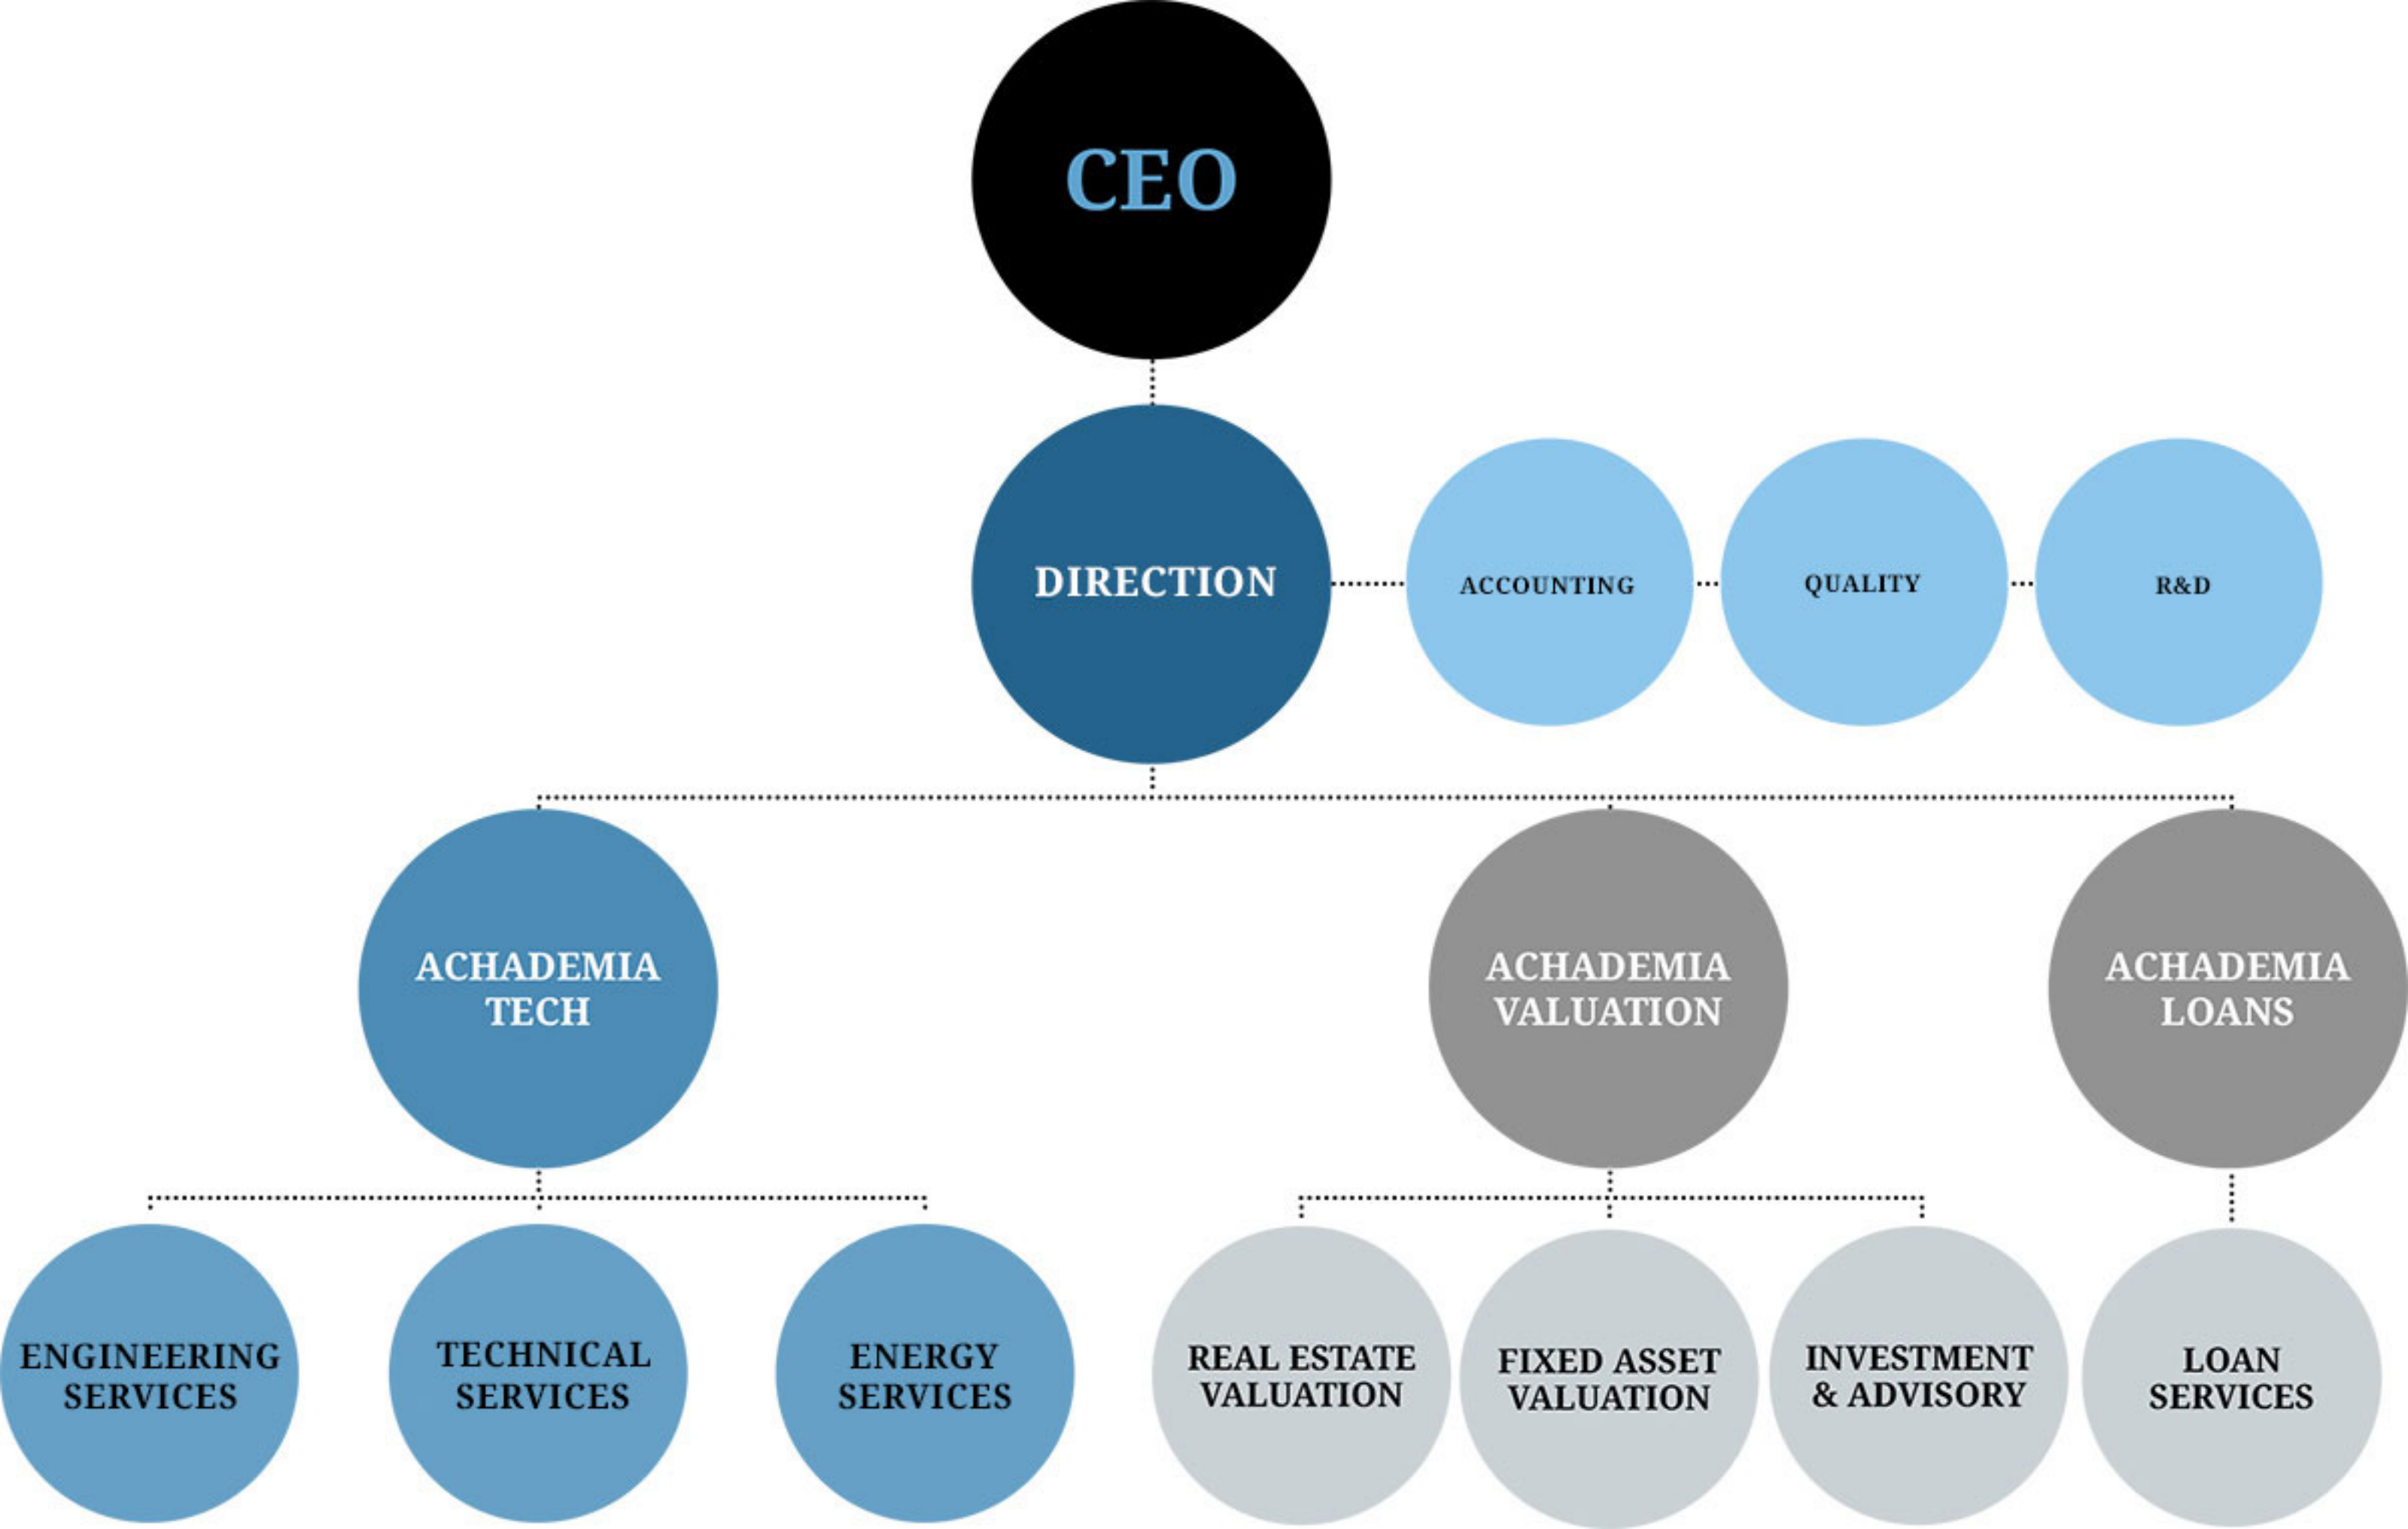 CEO
DIRECTION
ACCOUNTING
QUALITY
R&D
ACHADEMIA
TECH
ACHADEMIA
VALUATION
ACHADEMIA
LOANS
ENGINEERING
SERVICES
TECHNICAL
SERVICES
ENERGY
SERVICES
REAL ESTATE
VALUATION
FIXED ASSET
VALUATION
INVESTMENT
& ADVISORY
LOAN
SERVICES